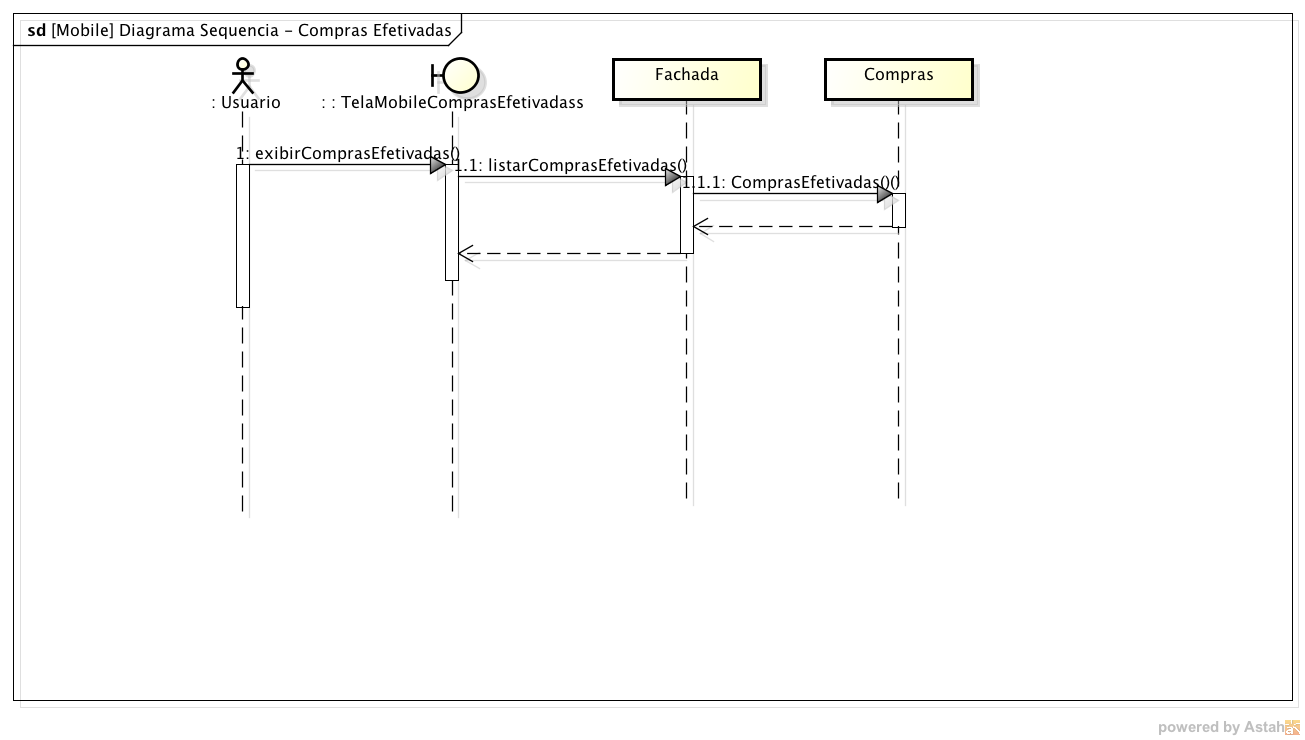 sd [Mobile] Diagrama Sequencia – Compras Efetivadas
: Usuario
: : TelaMobileComprasEfetivadass
Fachada
Compras
1: exibirComprasEfetivadas()
1.1: listarComprasEfetivadas()
1.1.1: ComprasEfetivadas()()
powered by Astah